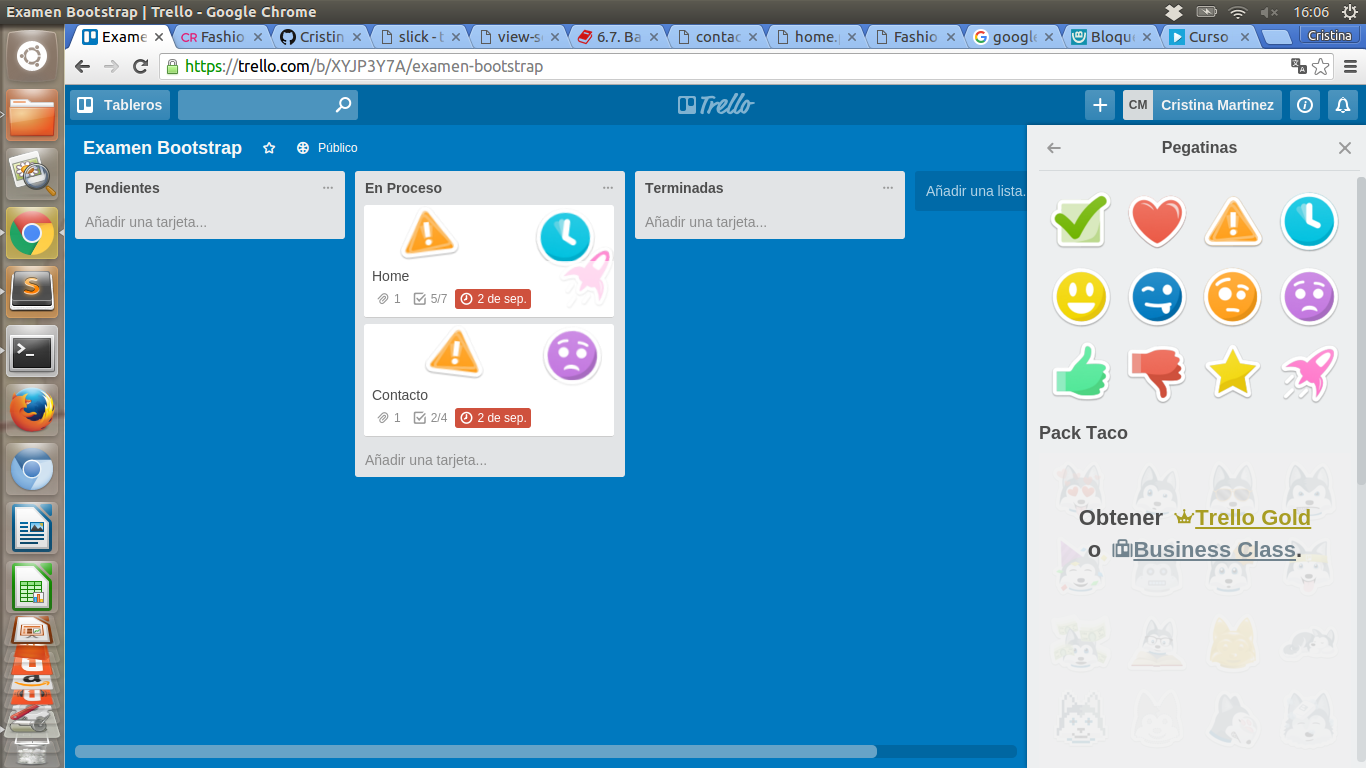 Examen Bootstrap | Trello - Google Chrome
16:06
Exame
CR Fashio
Cristin
slick - t
view-s
6.7. Ba
contac
home.p
Fashio
google
Bloque
Curso
Cristina
https://trello.com/b/XYJP3Y7A/examen-bootstrap
Tableros
Trello
CM Cristina Martinez
Examen Bootstrap
Público
Pegatinas
Pendientes
Añadir una tarjeta...
En Proceso
Home
1 5/7 2 de sep.
Contacto
1 2/4 2 de sep.
Añadir una tarjeta...
Terminadas
Añadir una tarjeta...
Añadir una lista.
Pack Taco
Obtener Trello Gold
o Business Class.